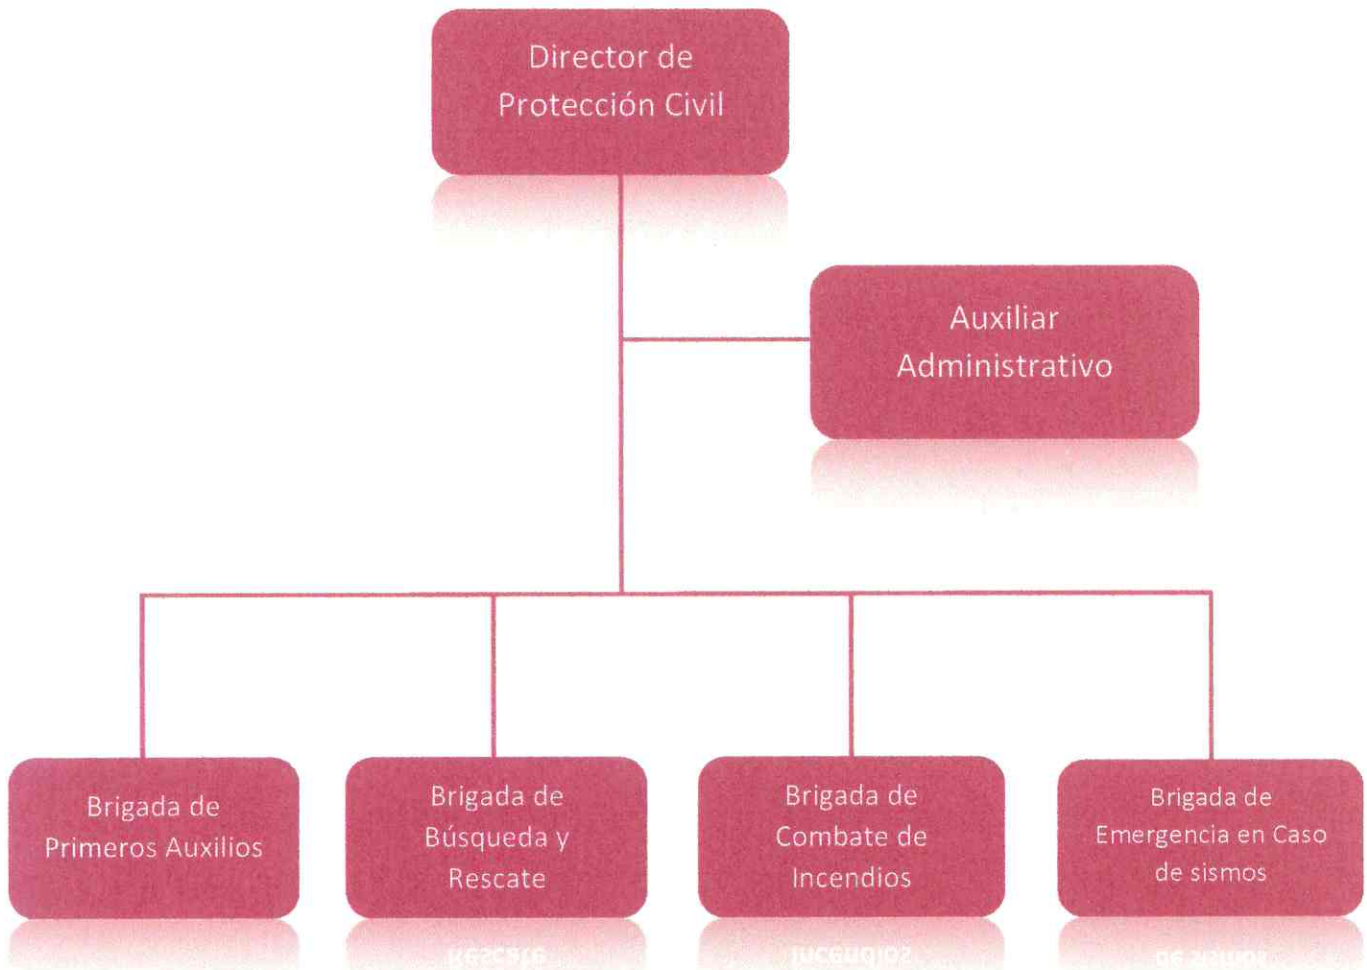 Director de
Protección Civil
Auxiliar
Administrativo
Brigada de
Primeros Auxilios
Brigada de
Búsqueda y
Rescate
Brigada de
Combate de
Incendios
Brigada de
Emergencia en Caso
de sismos